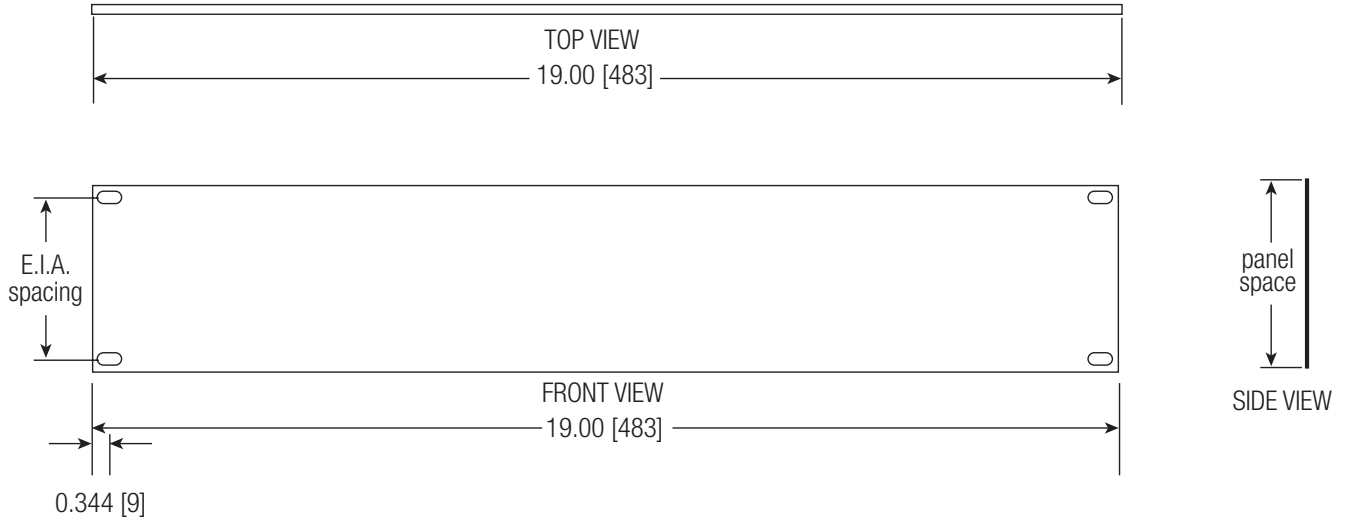 TOP VIEW
19.00 [483]
E.I.A.
spacing
panel
space
FRONT VIEW
19.00 [483]
SIDE VIEW
0.344 [9]